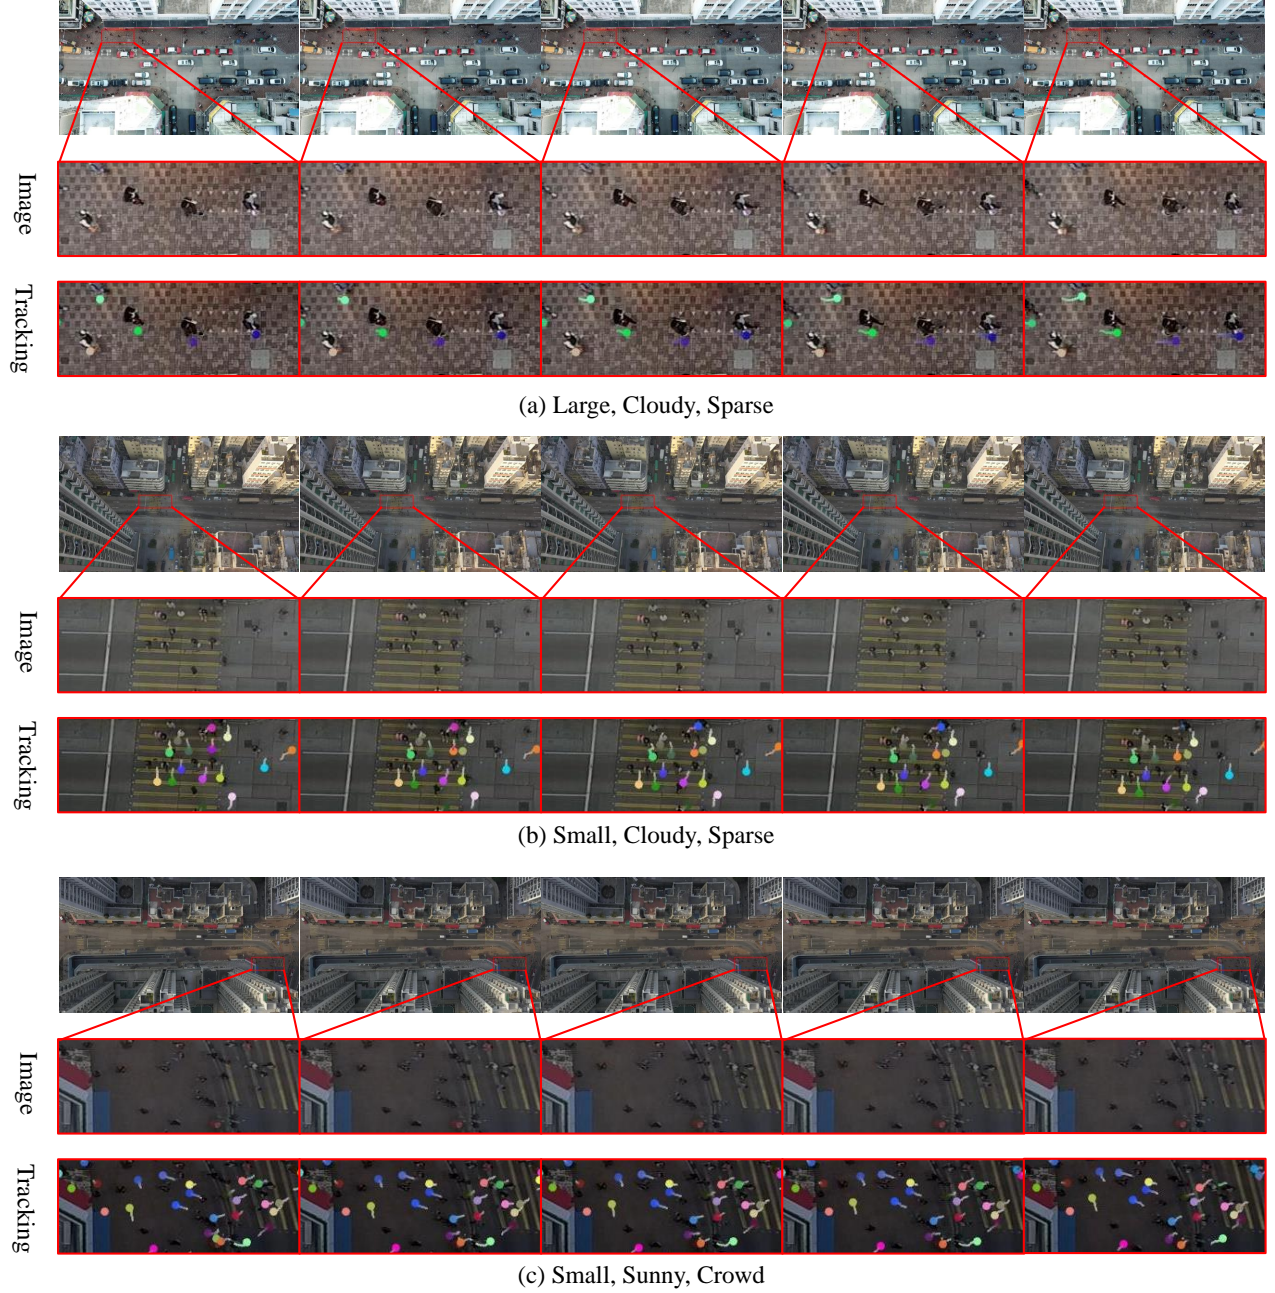 Image
Tracking
(a) Large, Cloudy, Sparse
Image
Tracking
(b) Small, Cloudy, Sparse
Image
Tracking
(c) Small, Sunny, Crowd